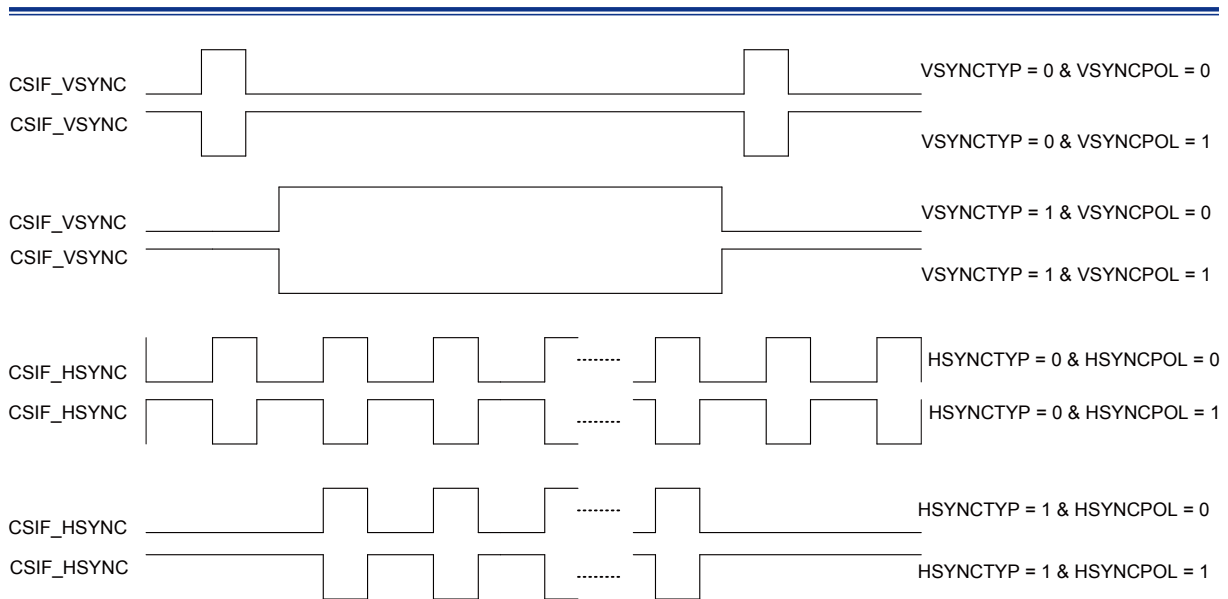 CSIF_VSYNC
VSYNCTYP = 0 & VSYNCPOL = 0
CSIF_VSYNC
VSYNCTYP = 0 & VSYNCPOL = 1
CSIF_VSYNC
VSYNCTYP = 1 & VSYNCPOL = 0
CSIF_VSYNC
VSYNCTYP = 1 & VSYNCPOL = 1
CSIF_HSYNC
HSYNCTYP = 0 & HSYNCPOL = 0
CSIF_HSYNC
HSYNCTYP = 0 & HSYNCPOL = 1
CSIF_HSYNC
HSYNCTYP = 1 & HSYNCPOL = 0
CSIF_HSYNC
HSYNCTYP = 1 & HSYNCPOL = 1